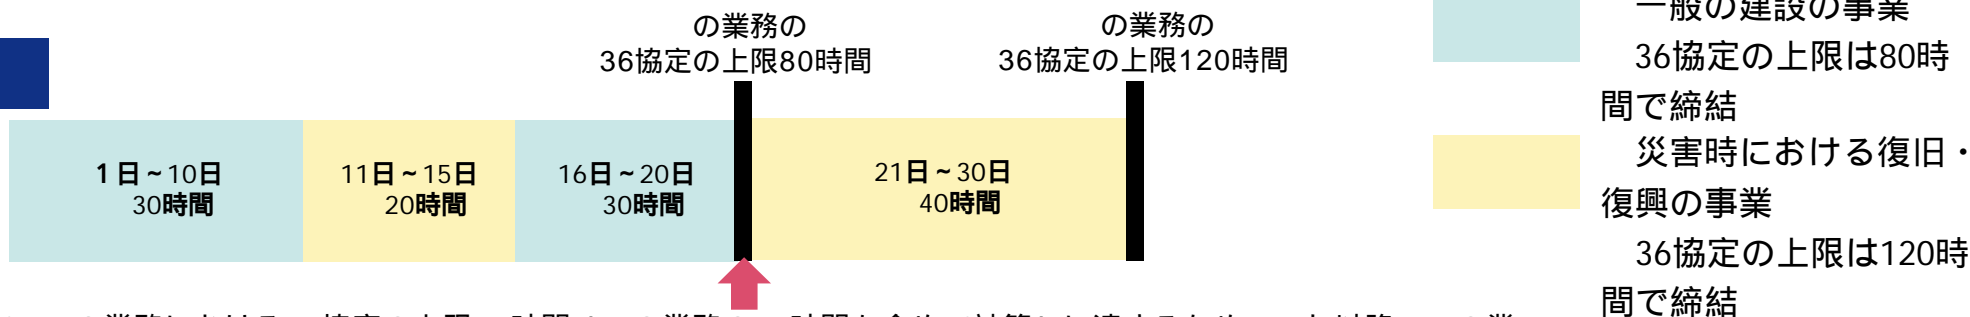 の業務の
36協定の上限80時間
の業務の
36協定の上限120時間
1日~10日
30時間
11日~15日
20時間
16日~20日
30時間
21日~30日
40時間
一般の建設の事業
36協定の上限は80時
間で締結
災害時における復旧・
復興の事業
36協定の上限は120時
間で締結